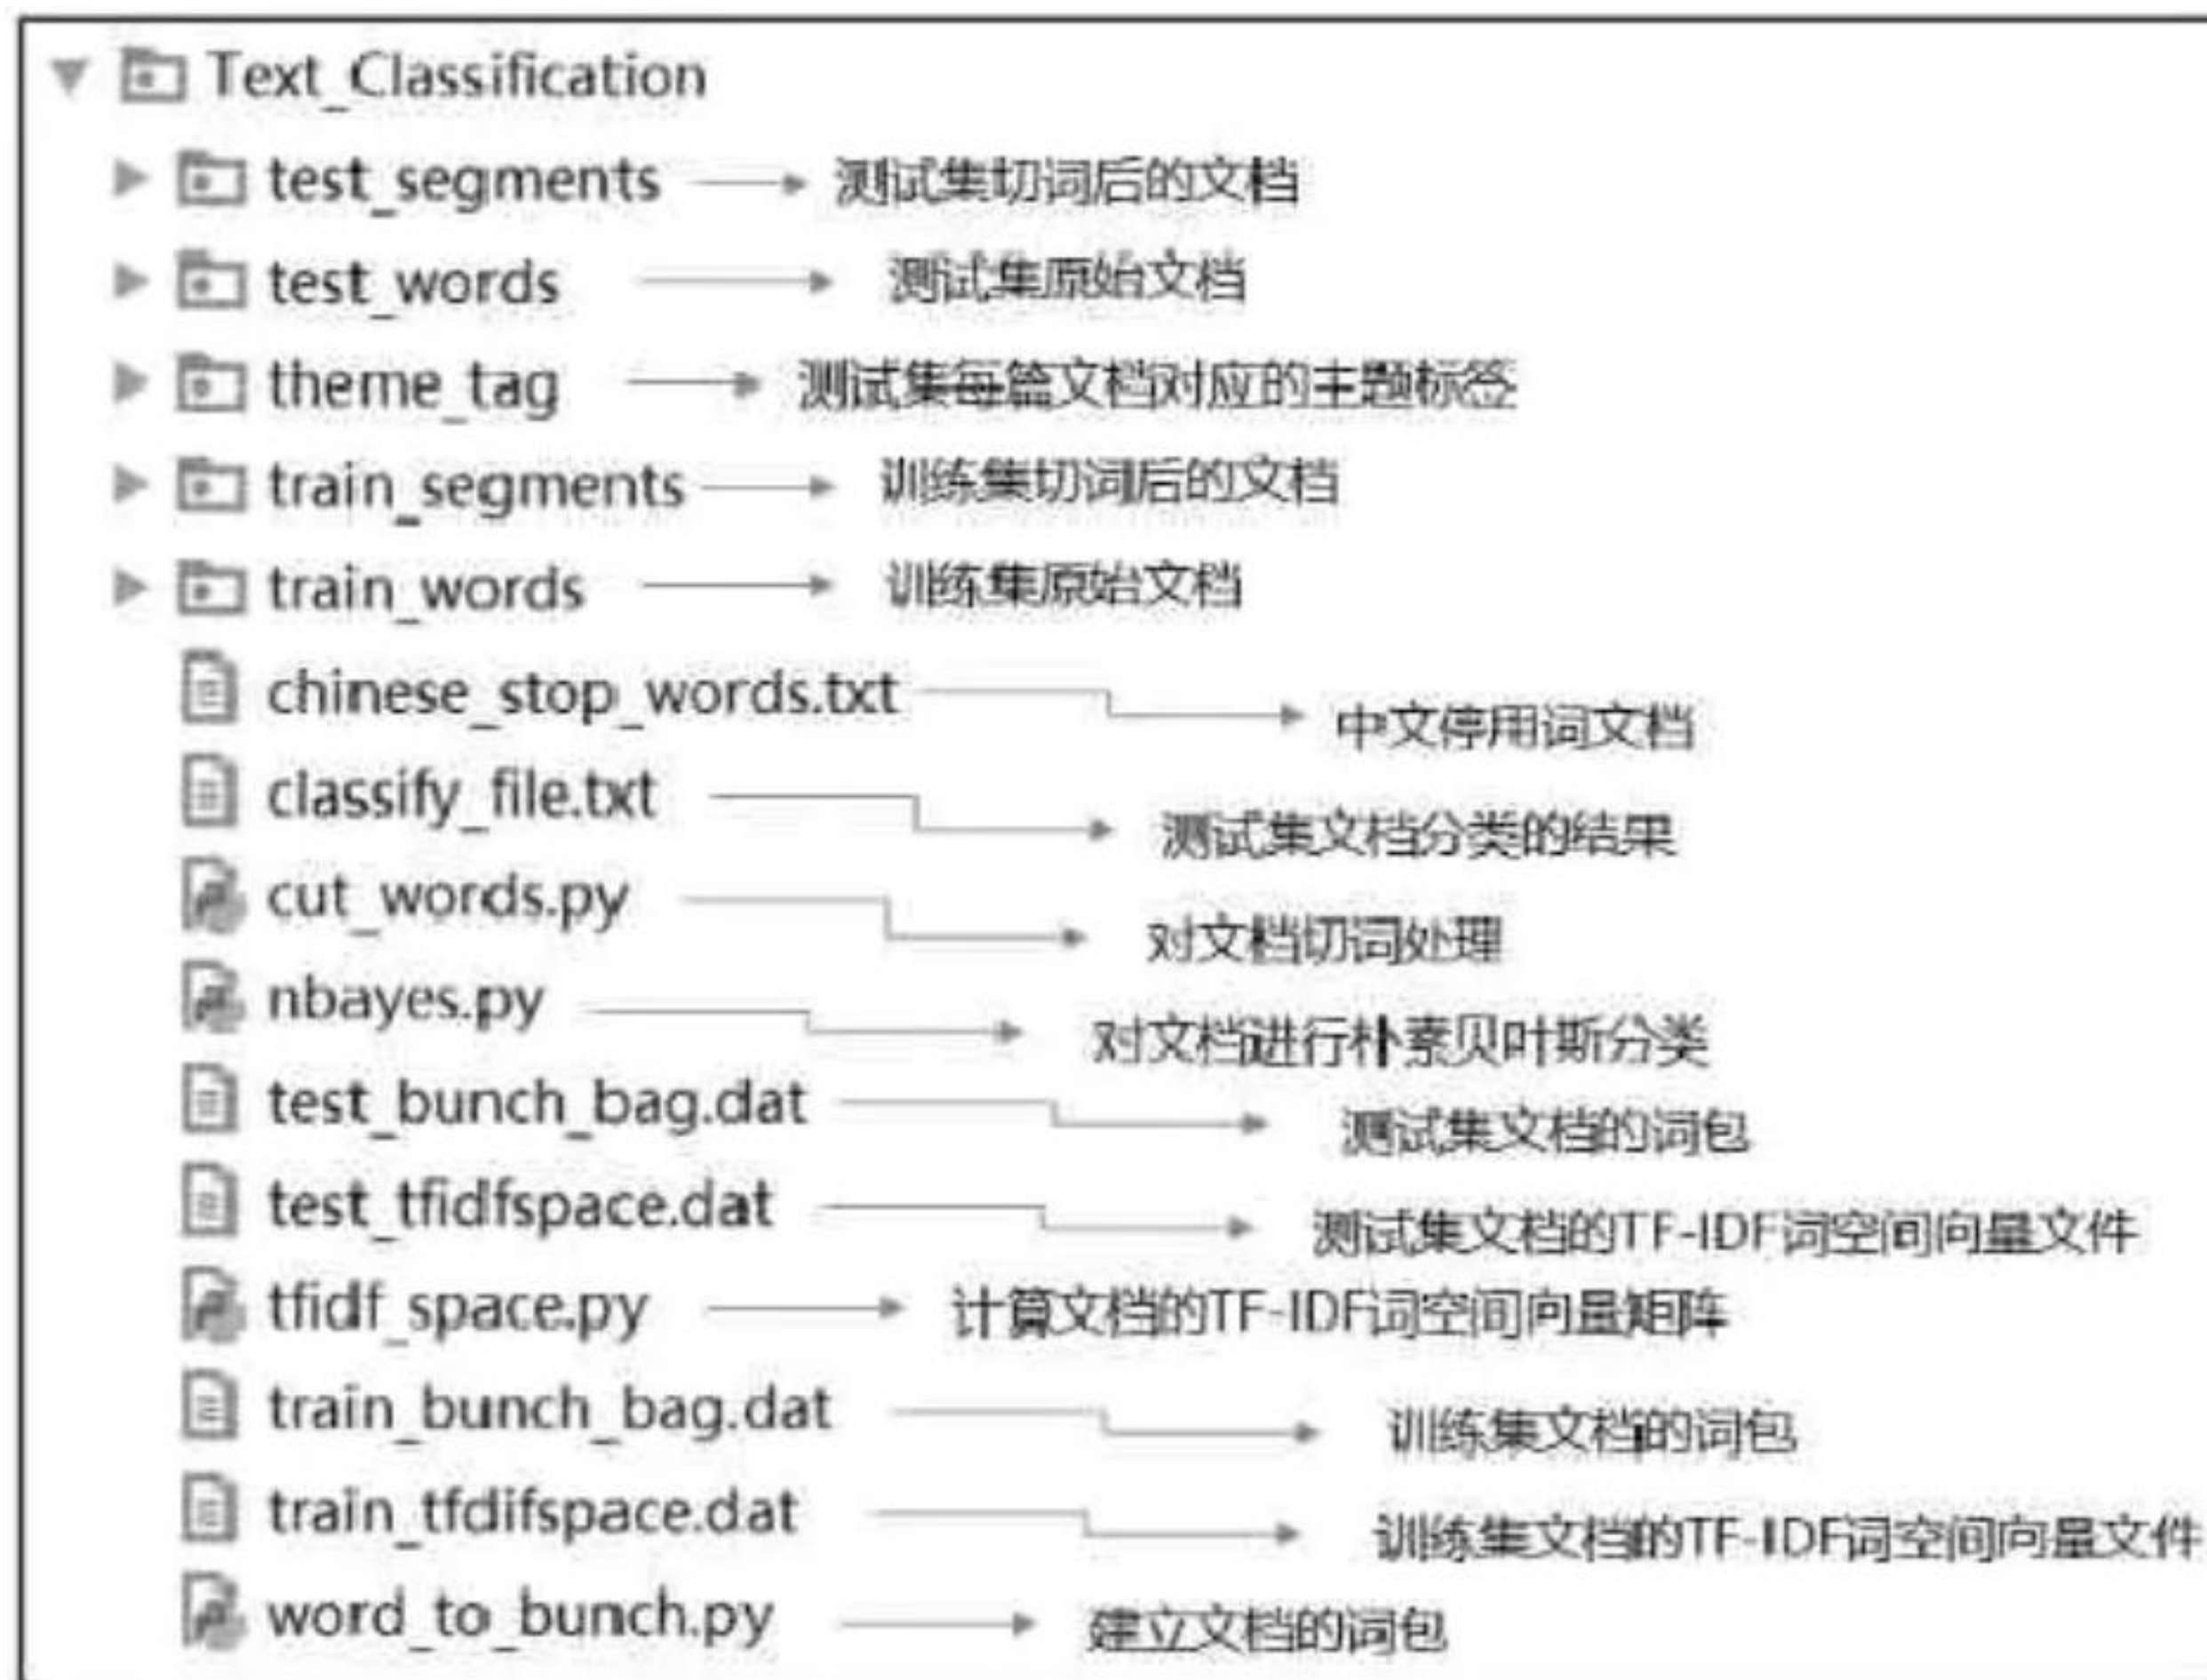 Text_Classification
test_segments 测试集切词后的文档
test_words 测试集原始文档
theme_tag 测试集每篇文档对应的主题标签
train_segments 训练集切词后的文档
train_words 训练集原始文档
chinese_stop_words.txt 中文停用词文档
classify_file.txt 测试集文档分类的结果
cut_words.py 对文档切词处理
nbayes.py 对文档进行朴素贝叶斯分类
test_bunch_bag.dat 测试集文档的词包
test_tfidfspace.dat 测试集文档的TF-IDF词空间向量文件
tfidf_space.py 计算文档的TF-IDF词空间向量矩阵
train_bunch_bag.dat 训练集文档的词包
train_tfdifspace.dat 训练集文档的TF-IDF词空间向量文件
word_to_bunch.py 建立文档的词包